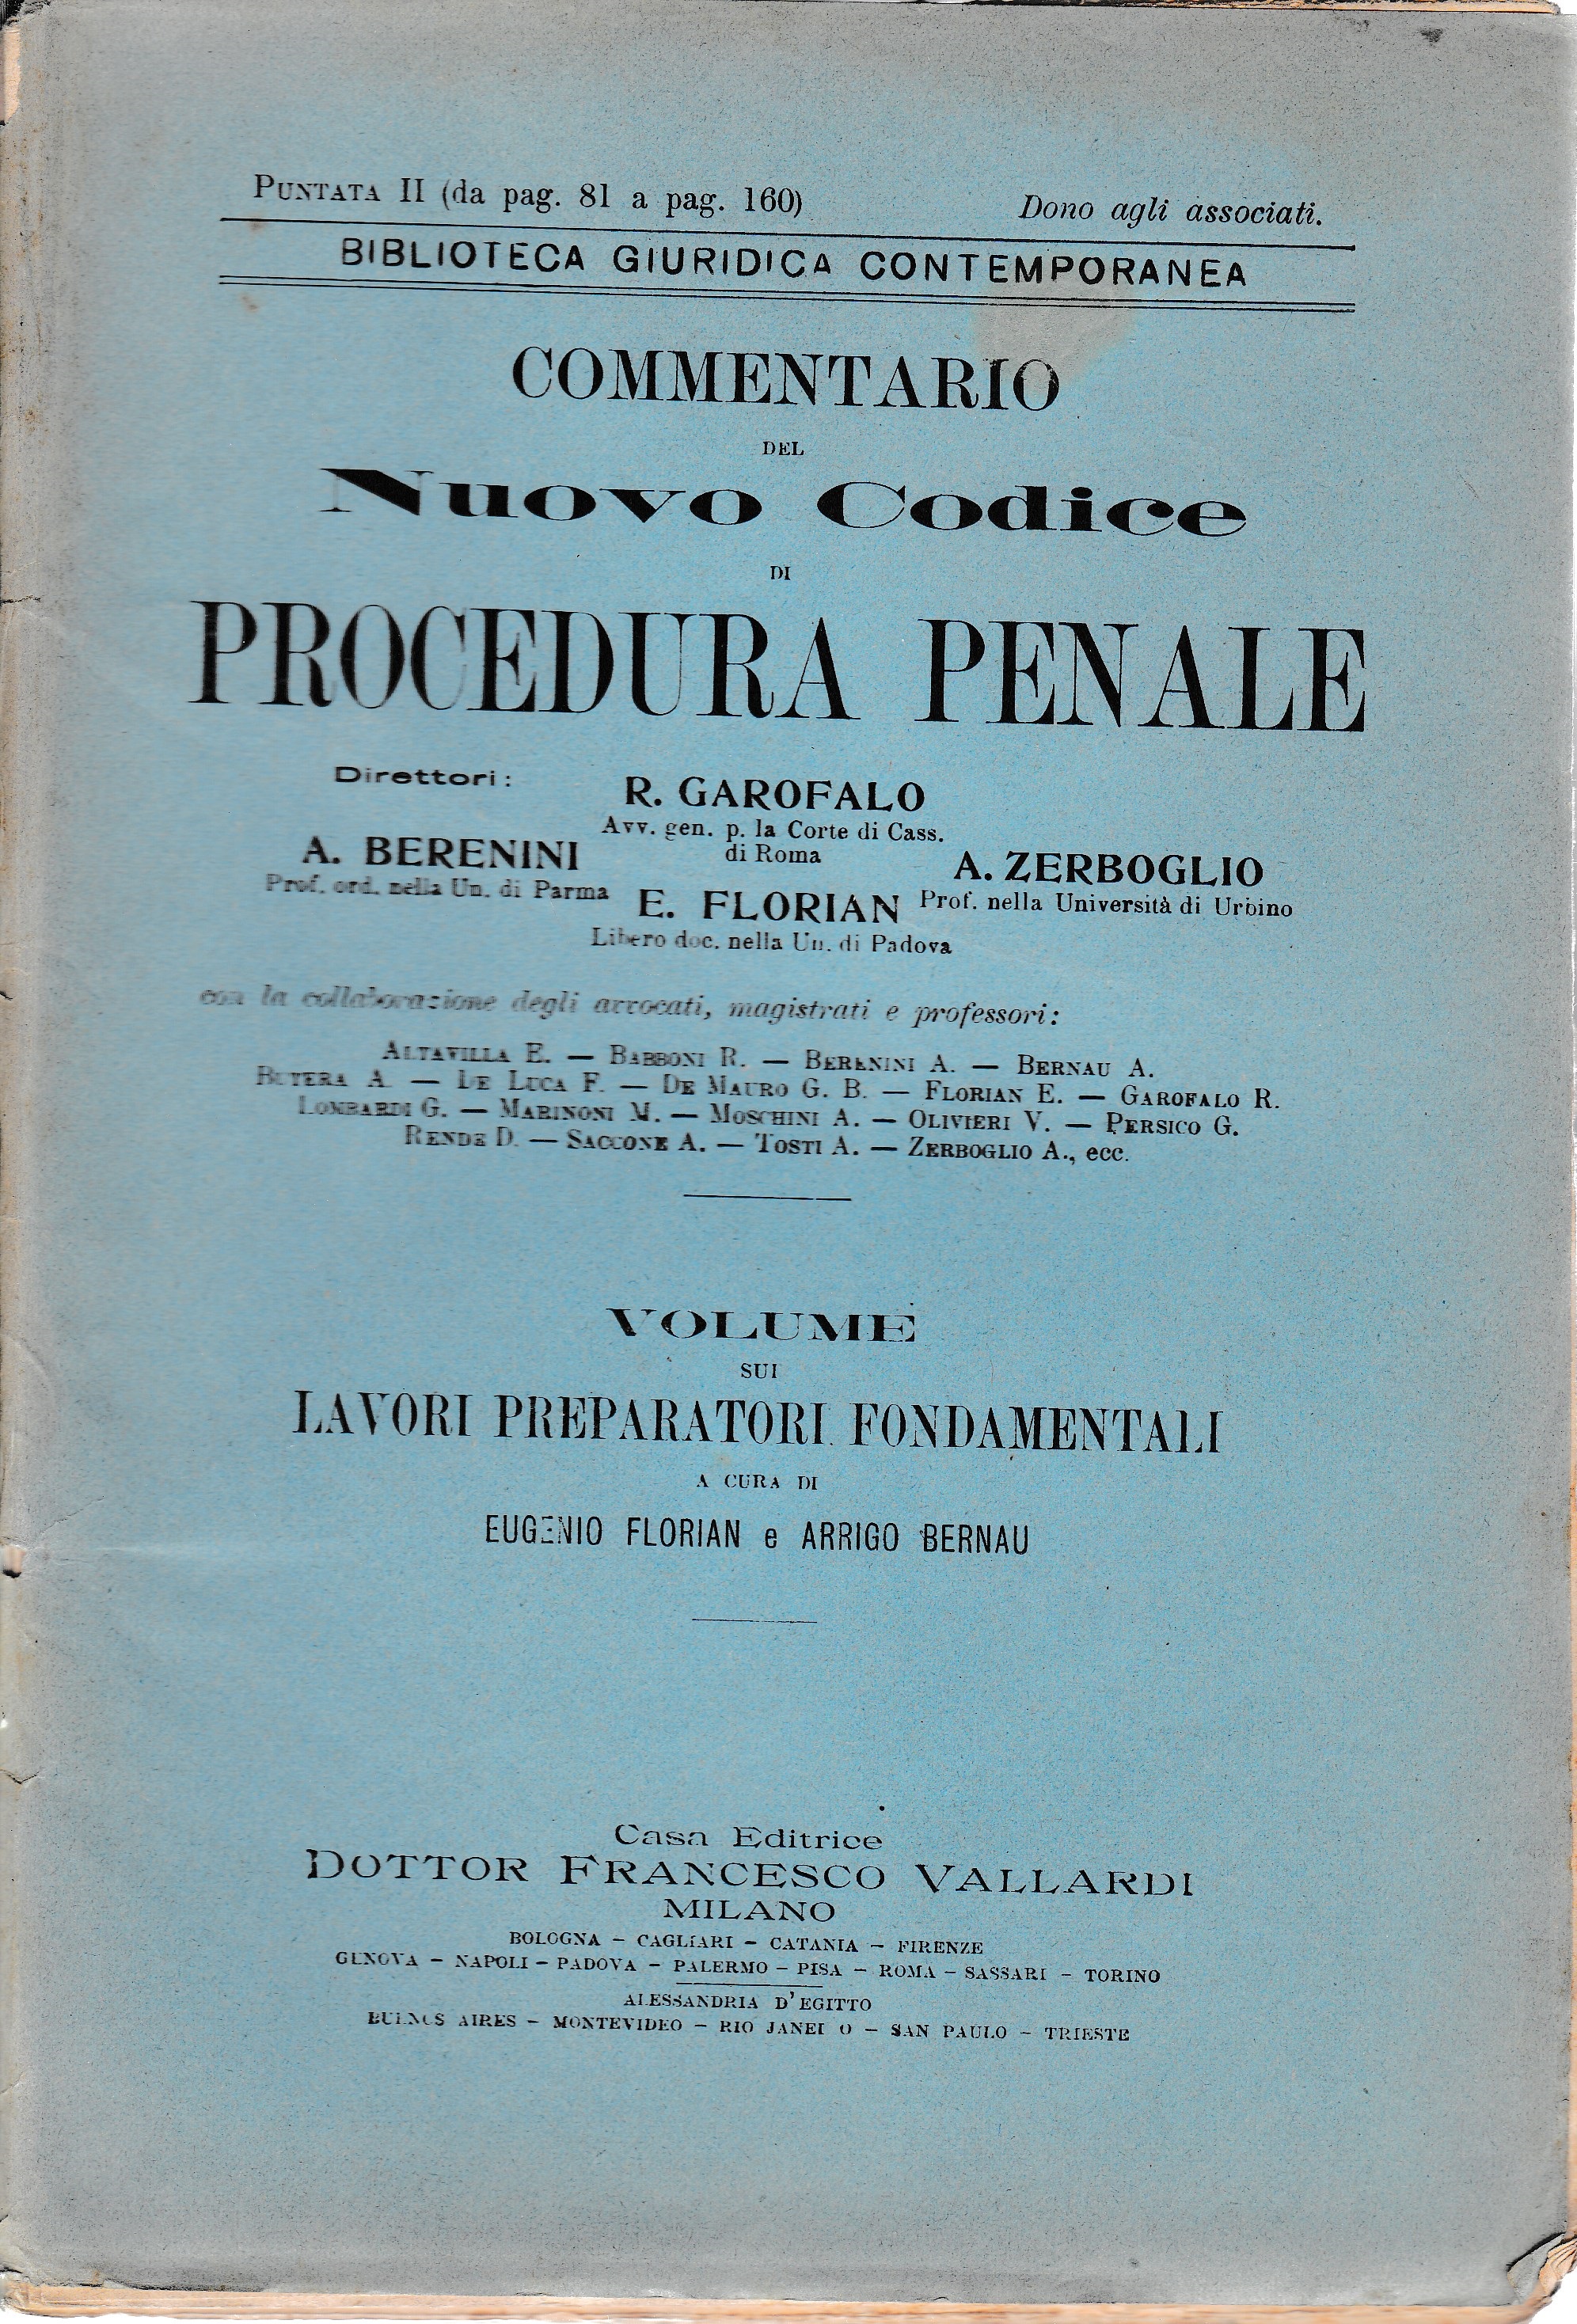 PUNTATA II (da pag. 81 a pag. 160) Dono agli associati.
BIBLIOTECA GIURIDICA CONTEMPORANEA
COMMENTARIO
DEL
Nuovo Codice
DI
PROCEDURA PENALE
Direttori:
R. GAROFALO
Avv. gen. p. la Corte di Cass.
di Roma
A. BERENINI
Prof. ord. nella Un. di Parma
A. ZERBOGLIO
Prof. nella Università di Urbino
E. FLORIAN
Libero doc. nella Un. di Padova
con la collaborazione degli avvocati, magistrati e professori:
ALTAVILLA E. — BABBONI R. — BERENINI A. — BERNAU A.
BUTERA A. — DE LUCA F. — DE MAURO G. B. — FLORIAN E. — GAROFALO R.
LOMBARDI G. — MARINONI M. — MOSCHINI A. — OLIVIERI V. — PERSICO G.
RENDE D. — SACCONE A. — TOSTI A. — ZERBOGLIO A., ecc.
VOLUME
SUI
LAVORI PREPARATORI FONDAMENTALI
A CURA DI
EUGENIO FLORIAN e ARRIGO BERNAU
Casa Editrice
DOTTOR FRANCESCO VALLARDI
MILANO
BOLOGNA – CAGLIARI – CATANIA – FIRENZE
GENOVA – NAPOLI – PADOVA – PALERMO – PISA – ROMA – SASSARI – TORINO
ALESSANDRIA D'EGITTO
BUENOS AIRES – MONTEVIDEO – RIO JANEIRO – SAN PAULO – TRIESTE